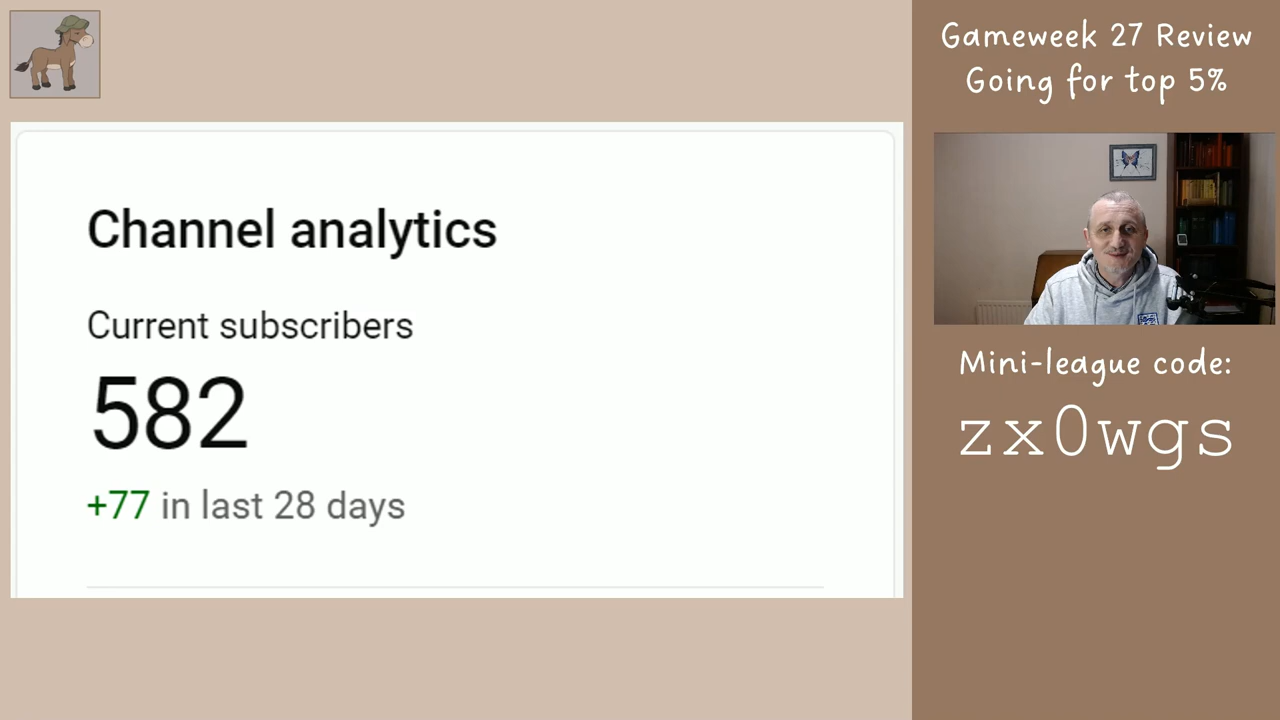 Gameweek 27 Review
Going for top 5%
Channel analytics
Current subscribers
582
+77 in last 28 days
Mini-league code:
zx0wgs